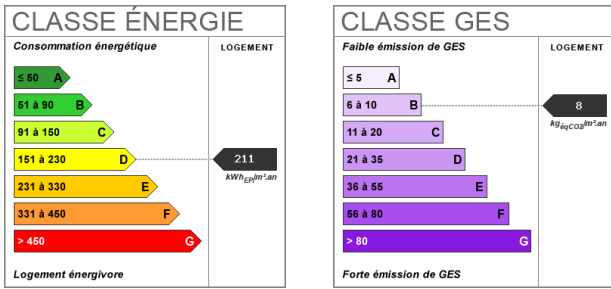 CLASSE ÉNERGIE
Consommation énergétique
LOGEMENT
≤ 50 A
51 à 90 B
91 à 150 C
151 à 230 D
211
kWhEP/m².an
231 à 330 E
331 à 450 F
> 450 G
Logement énergivore
CLASSE GES
Faible émission de GES
LOGEMENT
≤ 5 A
6 à 10 B
8
kgéqCO2/m².an
11 à 20 C
21 à 35 D
36 à 55 E
56 à 80 F
> 80 G
Forte émission de GES